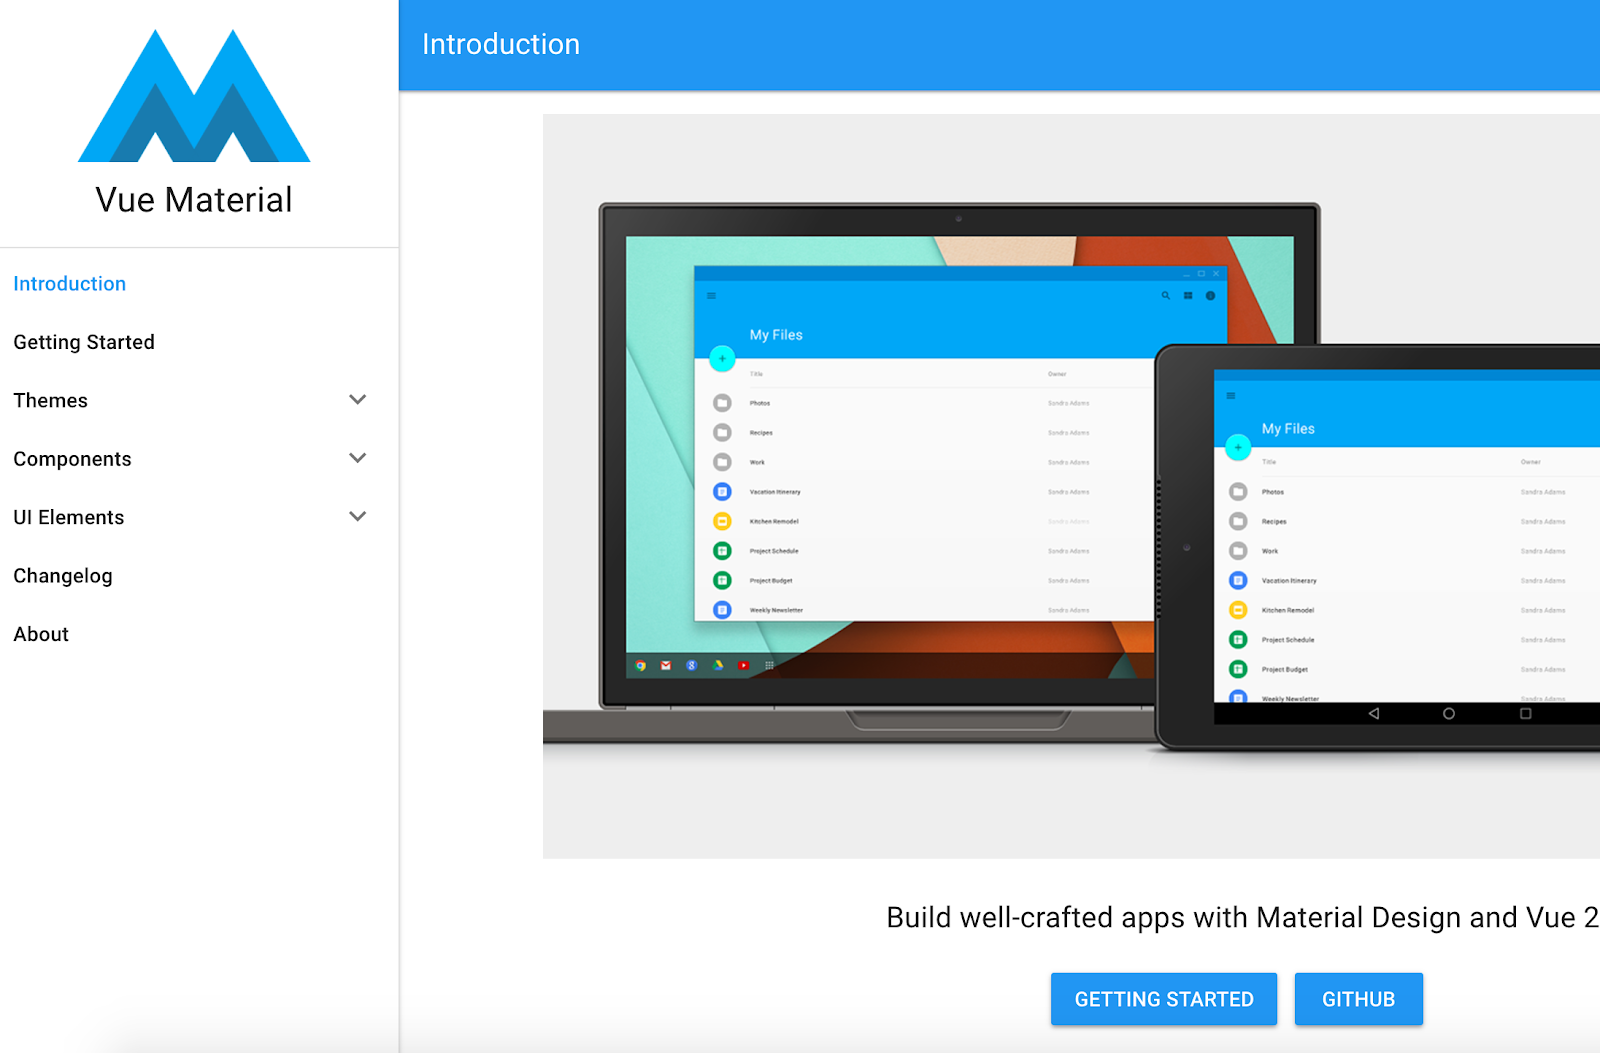 Vue Material
Introduction
Getting Started
Themes
Components
UI Elements
Changelog
About
Introduction
My Files
Title Owner
Photos Sandra Adams
Recipes Sandra Adams
Work Sandra Adams
Vacation Itinerary Sandra Adams
Kitchen Remodel Sandra Adams
Project Schedule Sandra Adams
Project Budget Sandra Adams
Weekly Newsletter Sandra Adams
My Files
Title Owner
Photos Sandra Adams
Recipes Sandra Adams
Work Sandra Adams
Vacation Itinerary Sandra Adams
Kitchen Remodel Sandra Adams
Project Schedule Sandra Adams
Project Budget Sandra Adams
Weekly Newsletter Sandra Adams
Build well-crafted apps with Material Design and Vue 2
GETTING STARTED GITHUB